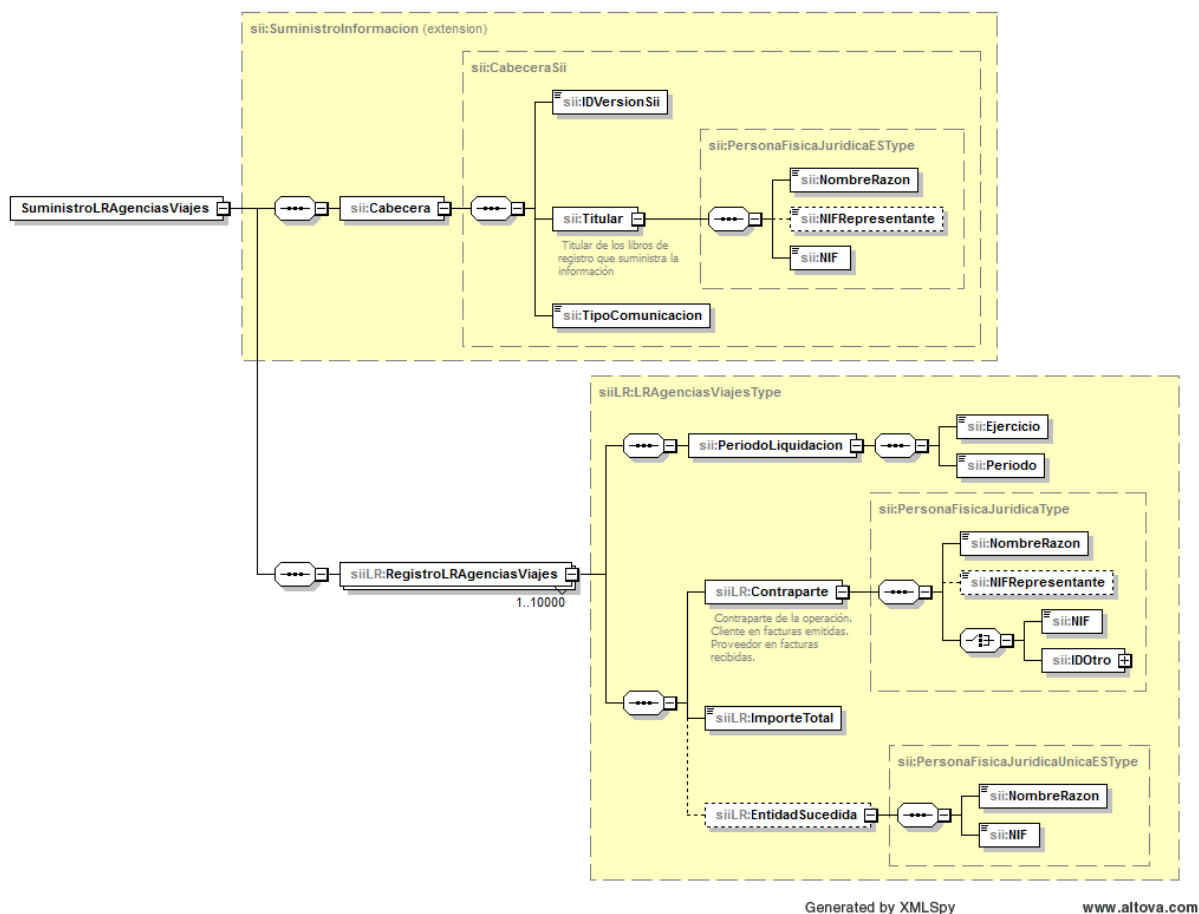 sii:SuministroInformacion (extension)
sii:CabeceraSii
sii:IDVersionSii
sii:PersonaFisicaJuridicaESType
sii:NombreRazon
SuministroLRAgenciasViajes
sii:Cabecera
sii:Titular
sii:NIFRepresentante
Titular de los libros de
registro que suministra la
información
sii:NIF
sii:TipoComunicacion
siiLR:LRAgenciasViajesType
sii:PeriodoLiquidacion
sii:Ejercicio
sii:Periodo
sii:PersonaFisicaJuridicaType
sii:NombreRazon
siiLR:RegistroLRAgenciasViajes
1..10000
siiLR:Contraparte
sii:NIFRepresentante
Contraparte de la operación.
Cliente en facturas emitidas.
Proveedor en facturas
recibidas.
sii:NIF
sii:IDOtro
siiLR:ImporteTotal
sii:PersonaFisicaJuridicaUnicaESType
sii:NombreRazon
siiLR:EntidadSucedida
sii:NIF
Generated by XMLSpy
www.altova.com